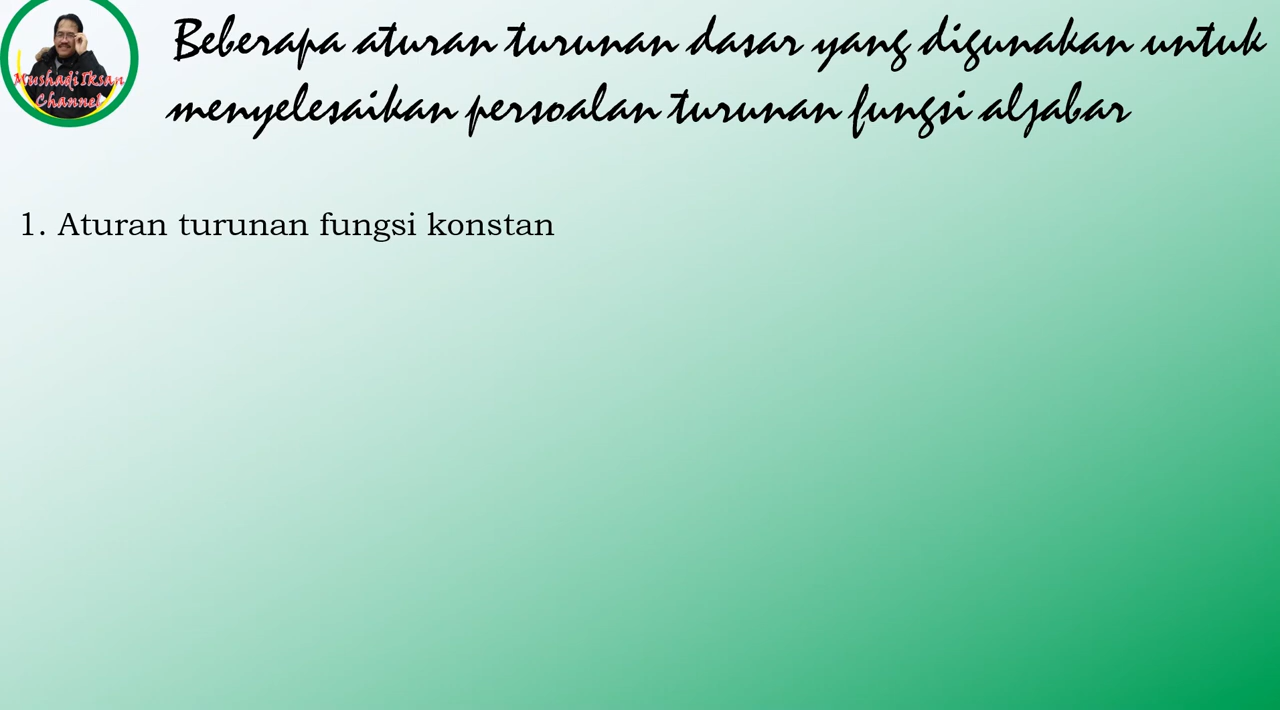 Mushadi Iksan
Channel
Beberapa aturan turunan dasar yang digunakan untuk
menyelesaikan persoalan turunan fungsi aljabar
1. Aturan turunan fungsi konstan